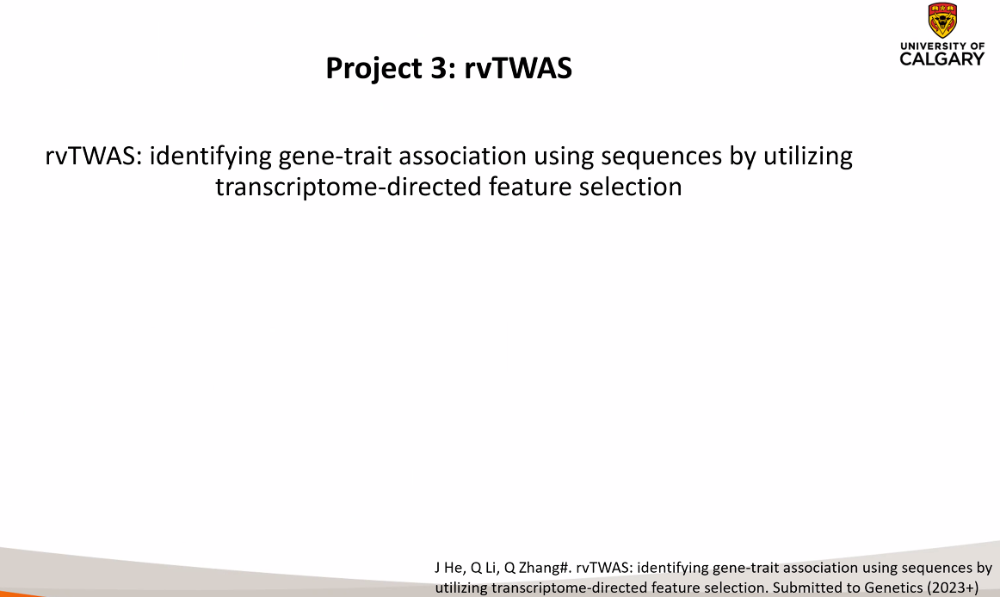 UNIVERSITY OF
CALGARY
Project 3: rvTWAS
rvTWAS: identifying gene-trait association using sequences by utilizing
transcriptome-directed feature selection
J He, Q Li, Q Zhang#. rvTWAS: identifying gene-trait association using sequences by
utilizing transcriptome-directed feature selection. Submitted to Genetics (2023+)